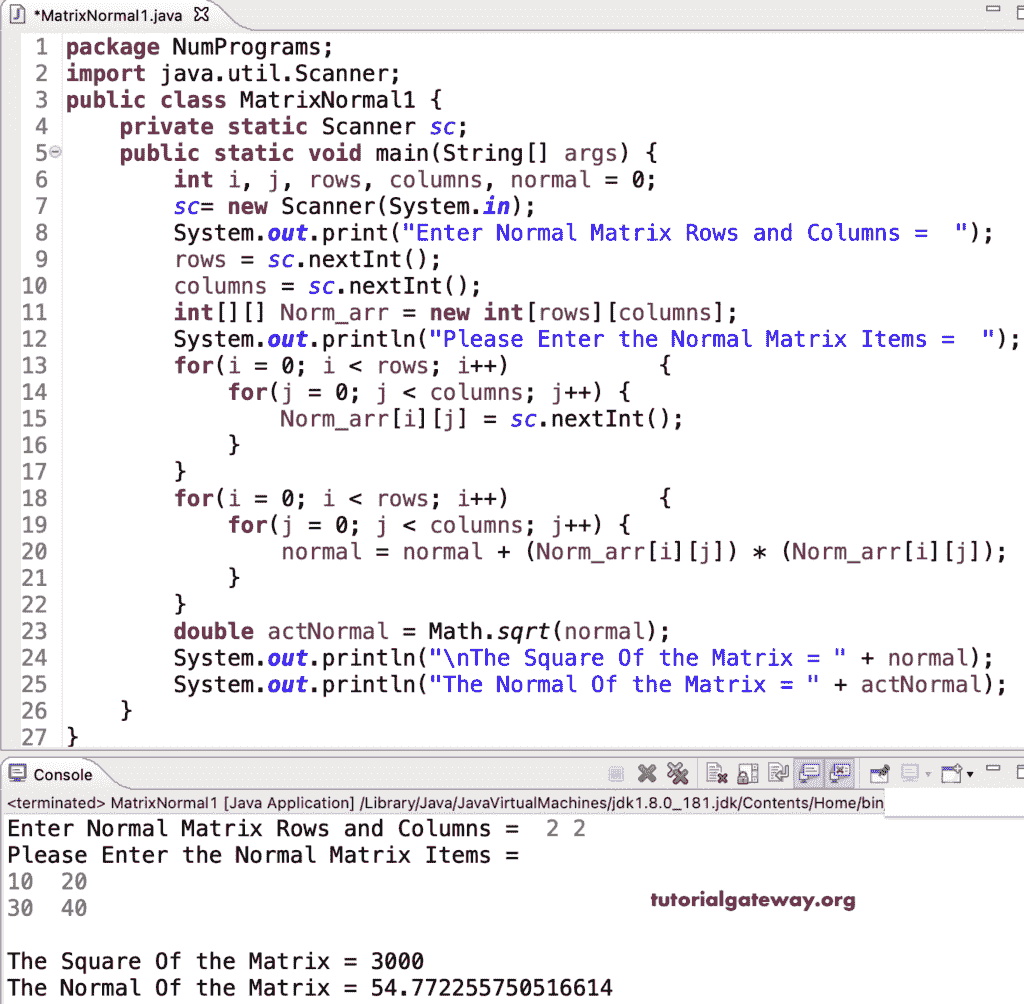 *MatrixNormal1.java
1 package NumPrograms;
2 import java.util.Scanner;
3 public class MatrixNormal1 {
4     private static Scanner sc;
5     public static void main(String[] args) {
6         int i, j, rows, columns, normal = 0;
7         sc= new Scanner(System.in);
8         System.out.print("Enter Normal Matrix Rows and Columns =  ");
9         rows = sc.nextInt();
10         columns = sc.nextInt();
11         int[][] Norm_arr = new int[rows][columns];
12         System.out.println("Please Enter the Normal Matrix Items =  ");
13         for(i = 0; i < rows; i++)           {
14             for(j = 0; j < columns; j++) {
15                 Norm_arr[i][j] = sc.nextInt();
16             }
17         }
18         for(i = 0; i < rows; i++)           {
19             for(j = 0; j < columns; j++) {
20                 normal = normal + (Norm_arr[i][j]) * (Norm_arr[i][j]);
21             }
22         }
23         double actNormal = Math.sqrt(normal);
24         System.out.println("\nThe Square Of the Matrix = " + normal);
25         System.out.println("The Normal Of the Matrix = " + actNormal);
26     }
27 }
Console
<terminated> MatrixNormal1 [Java Application] /Library/Java/JavaVirtualMachines/jdk1.8.0_181.jdk/Contents/Home/bin
Enter Normal Matrix Rows and Columns =  2 2
Please Enter the Normal Matrix Items =
10  20
30  40
tutorialgateway.org
The Square Of the Matrix = 3000
The Normal Of the Matrix = 54.772255750516614